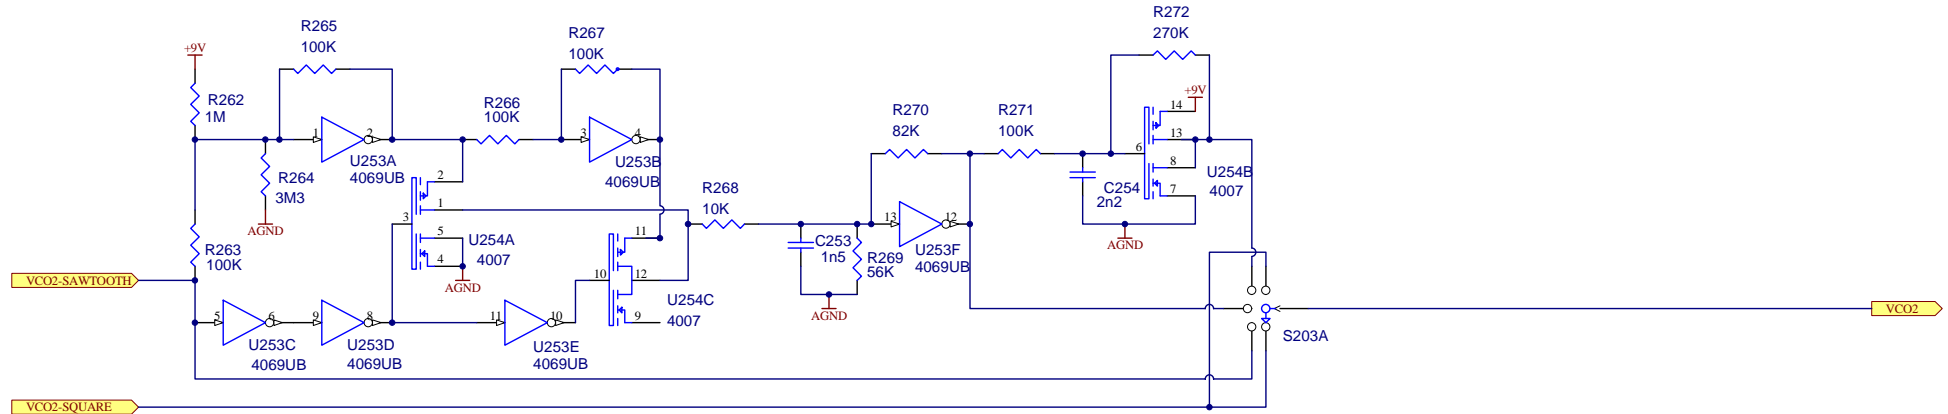 R272
270K
R265
100K
R267
100K
+9V
+9V
R262
1M
R266
100K
R270
82K
R271
100K
14
13
6
8
7
U254B
4007
1
2
3
4
U253A
4069UB
U253B
4069UB
R264
3M3
AGND
2
1
3
5
4
U254A
4007
AGND
R268
10K
C254
2n2
AGND
13
12
U253F
4069UB
C253
1n5
R269
56K
AGND
R263
100K
VCO2-SAWTOOTH
11
10
12
9
U254C
4007
5
6
U253C
4069UB
9
8
U253D
4069UB
11
10
U253E
4069UB
S203A
VCO2
VCO2-SQUARE